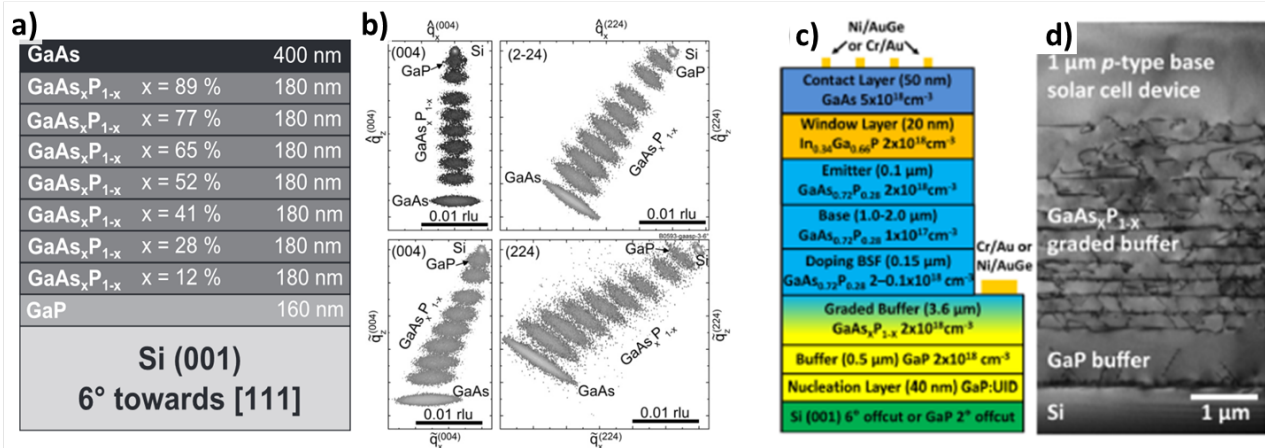 a)
GaAs 400 nm
GaAsₓP₁₋ₓ x = 89 % 180 nm
GaAsₓP₁₋ₓ x = 77 % 180 nm
GaAsₓP₁₋ₓ x = 65 % 180 nm
GaAsₓP₁₋ₓ x = 52 % 180 nm
GaAsₓP₁₋ₓ x = 41 % 180 nm
GaAsₓP₁₋ₓ x = 28 % 180 nm
GaAsₓP₁₋ₓ x = 12 % 180 nm
GaP 160 nm
Si (001)
6° towards [111]
b)
q̂ₓ⁽⁰⁰⁴⁾
q̂ₓ⁽²²⁴⁾
(004)
Si
GaP
GaAsₓP₁₋ₓ
GaAs
0.01 rlu
q̂_z⁽⁰⁰⁴⁾
(2-24)
Si
GaP
GaAsₓP₁₋ₓ
GaAs
0.01 rlu
q̂_z⁽²²⁴⁾
(004)
Si
GaP
GaAsₓP₁₋ₓ
GaAs
0.01 rlu
q̃_z⁽⁰⁰⁴⁾
q̃ₓ⁽⁰⁰⁴⁾
(224)
GaP
Si
GaAsₓP₁₋ₓ
GaAs
0.01 rlu
q̃_z⁽²²⁴⁾
q̃ₓ⁽²²⁴⁾
c)
Ni/AuGe
or Cr/Au
Contact Layer (50 nm)
GaAs 5x10¹⁸cm⁻³
Window Layer (20 nm)
In₀.₃₄Ga₀.₆₆P 2x10¹⁸cm⁻³
Emitter (0.1 µm)
GaAs₀.₇₂P₀.₂₈ 2x10¹⁸cm⁻³
Base (1.0-2.0 µm)
GaAs₀.₇₂P₀.₂₈ 1x10¹⁷cm⁻³
Doping BSF (0.15 µm)
GaAs₀.₇₂P₀.₂₈ 2–0.1x10¹⁸cm⁻³
Cr/Au or
Ni/AuGe
Graded Buffer (3.6 µm)
GaAsₓP₁₋ₓ 2x10¹⁸cm⁻³
Buffer (0.5 µm) GaP 2x10¹⁸ cm⁻³
Nucleation Layer (40 nm) GaP:UID
Si (001) 6° offcut or GaP 2° offcut
d)
1 µm p-type base
solar cell device
GaAsₓP₁₋ₓ
graded buffer
GaP buffer
Si
1 µm